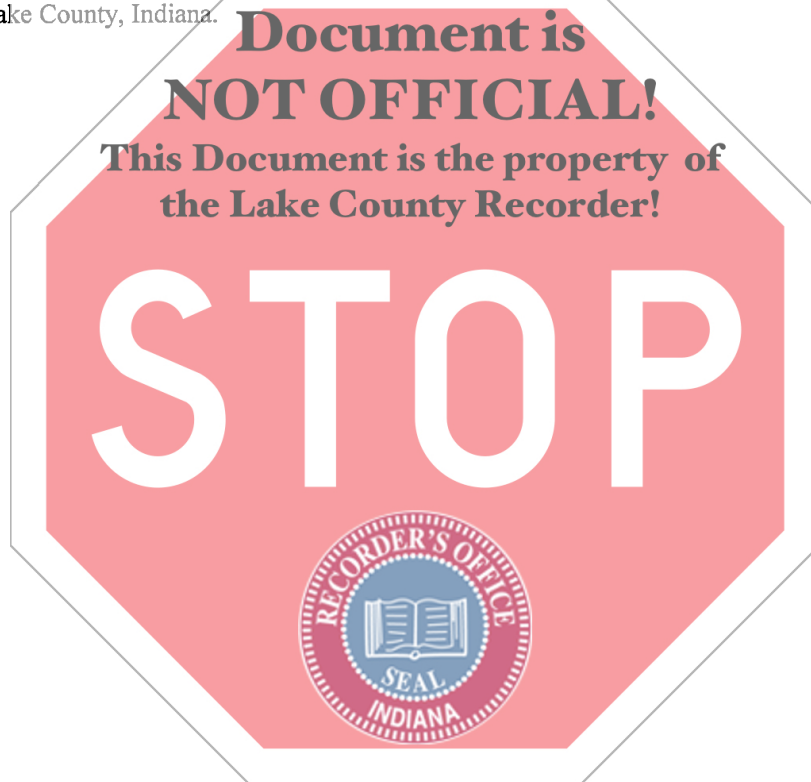 ake County, Indiana.
Document is
NOT OFFICIAL!
This Document is the property of
the Lake County Recorder!
STOP
RECORDER'S OFFICE
SEAL
INDIANA